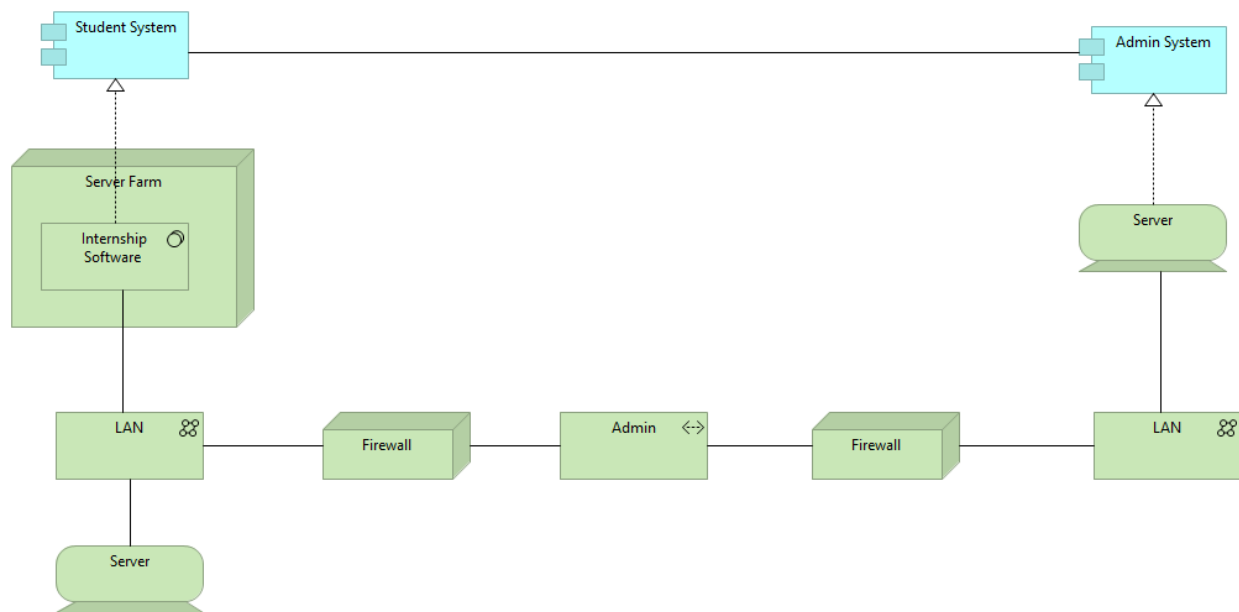 Student System
Admin System
Server Farm
Internship
Software
Server
LAN
Firewall
Admin
Firewall
LAN
Server